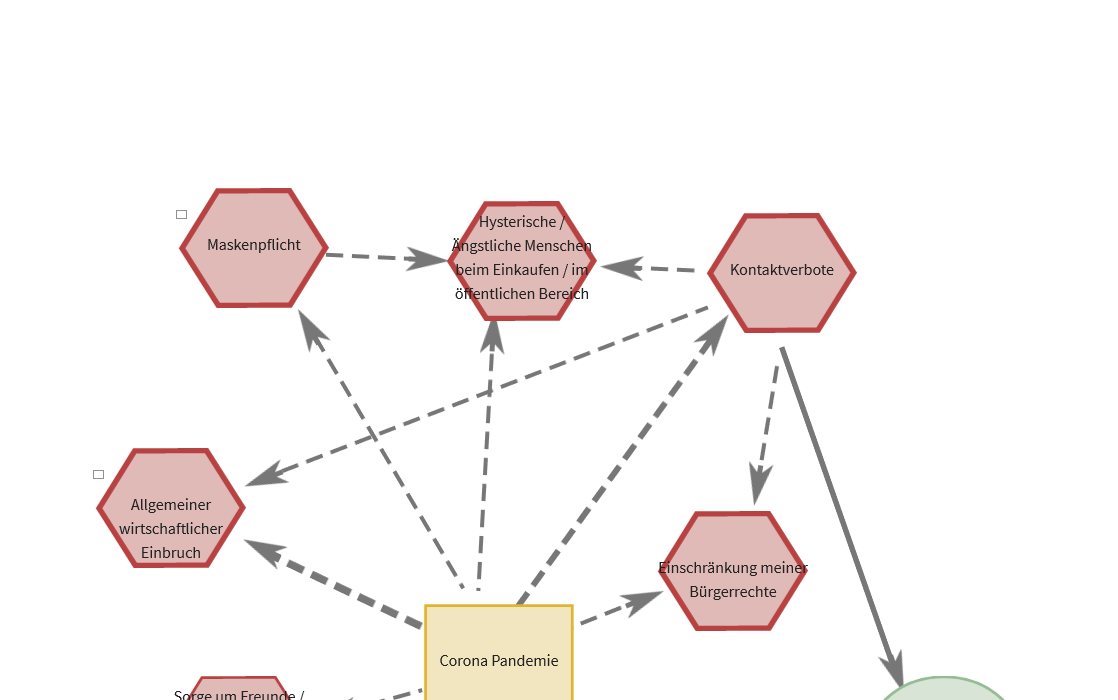 Maskenpflicht
Hysterische /
Ängstliche Menschen
beim Einkaufen / im
öffentlichen Bereich
Kontaktverbote
Allgemeiner
wirtschaftlicher
Einbruch
Einschränkung meiner
Bürgerrechte
Corona Pandemie
Sorge um Freunde /